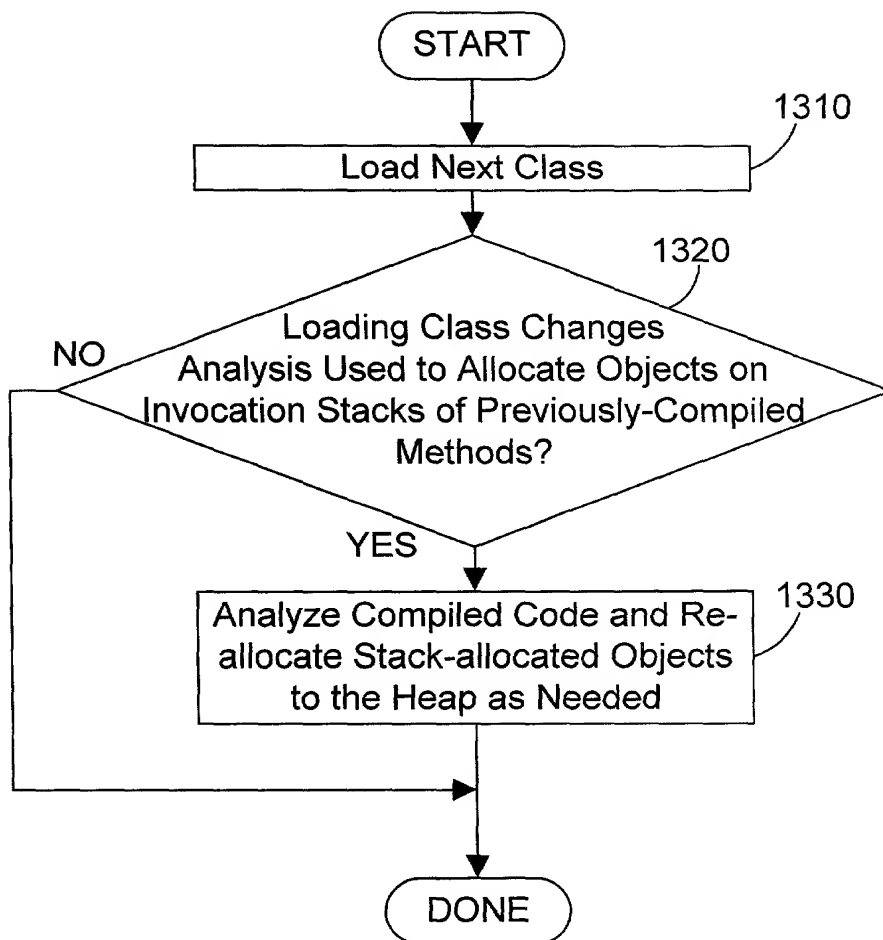 START
1310
Load Next Class
1320
Loading Class Changes
NO
Analysis Used to Allocate Objects on
Invocation Stacks of Previously-Compiled
Methods?
YES
1330
Analyze Compiled Code and Re-
allocate Stack-allocated Objects
to the Heap as Needed
DONE